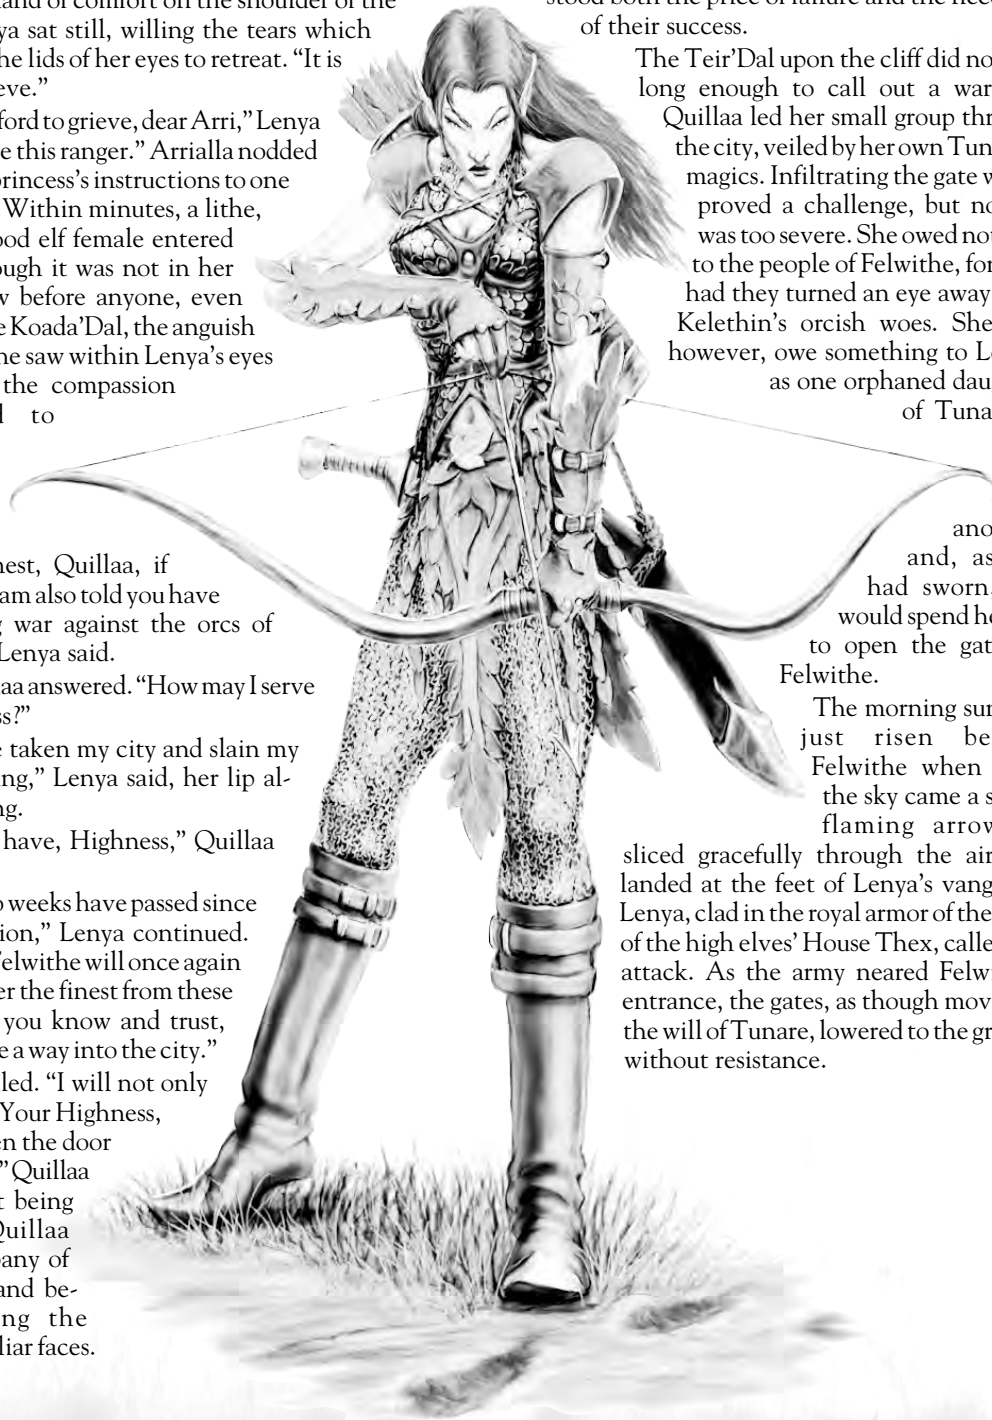 hand of comfort on the shoulder of the
ya sat still, willing the tears which
he lids of her eyes to retreat. “It is
eve.”
ford to grieve, dear Arri,” Lenya
e this ranger.” Arrialla nodded
princess’s instructions to one
Within minutes, a lithe,
ood elf female entered
ough it was not in her
w before anyone, even
e Koada’Dal, the anguish
he saw within Lenya’s eyes
the compassion
d to
nest, Quillaa, if
am also told you have
g war against the orcs of
Lenya said.
aa answered. “How may I serve
ss?”
e taken my city and slain my
ng,” Lenya said, her lip al-
ng.
have, Highness,” Quillaa
o weeks have passed since
ion,” Lenya continued.
Felwithe will once again
er the finest from these
you know and trust,
e a way into the city.”
led. “I will not only
Your Highness,
en the door
” Quillaa
t being
Quillaa
pany of
and be-
ng the
liar faces.
stood both the price of failure and the nee
of their success.
The Teir’Dal upon the cliff did no
long enough to call out a war
Quillaa led her small group thr
the city, veiled by her own Tun
magics. Infiltrating the gate w
proved a challenge, but no
was too severe. She owed not
to the people of Felwithe, for
had they turned an eye away
Kelethin’s orcish woes. She
however, owe something to L
as one orphaned dau
of Tuna
ano
and, as
had sworn,
would spend he
to open the gat
Felwithe.
The morning sun
just risen be
Felwithe when
the sky came a s
flaming arrow
sliced gracefully through the air
landed at the feet of Lenya’s vang
Lenya, clad in the royal armor of the
of the high elves’ House Thex, calle
attack. As the army neared Felwi
entrance, the gates, as though mov
the will of Tunare, lowered to the gr
without resistance.